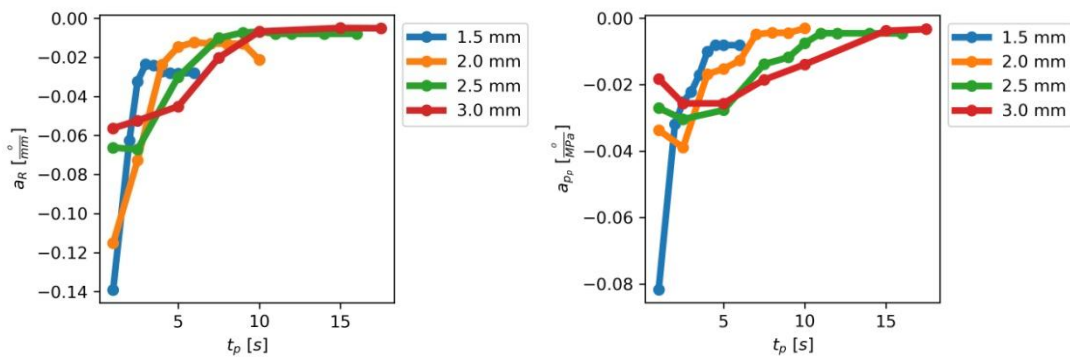 0.00
−0.02
−0.04
−0.06
−0.08
−0.10
−0.12
−0.14
a_R [°/mm]
5 10 15
t_p [s]
1.5 mm
2.0 mm
2.5 mm
3.0 mm
0.00
−0.02
−0.04
−0.06
−0.08
a_{p_p} [°/MPa]
5 10 15
t_p [s]
1.5 mm
2.0 mm
2.5 mm
3.0 mm